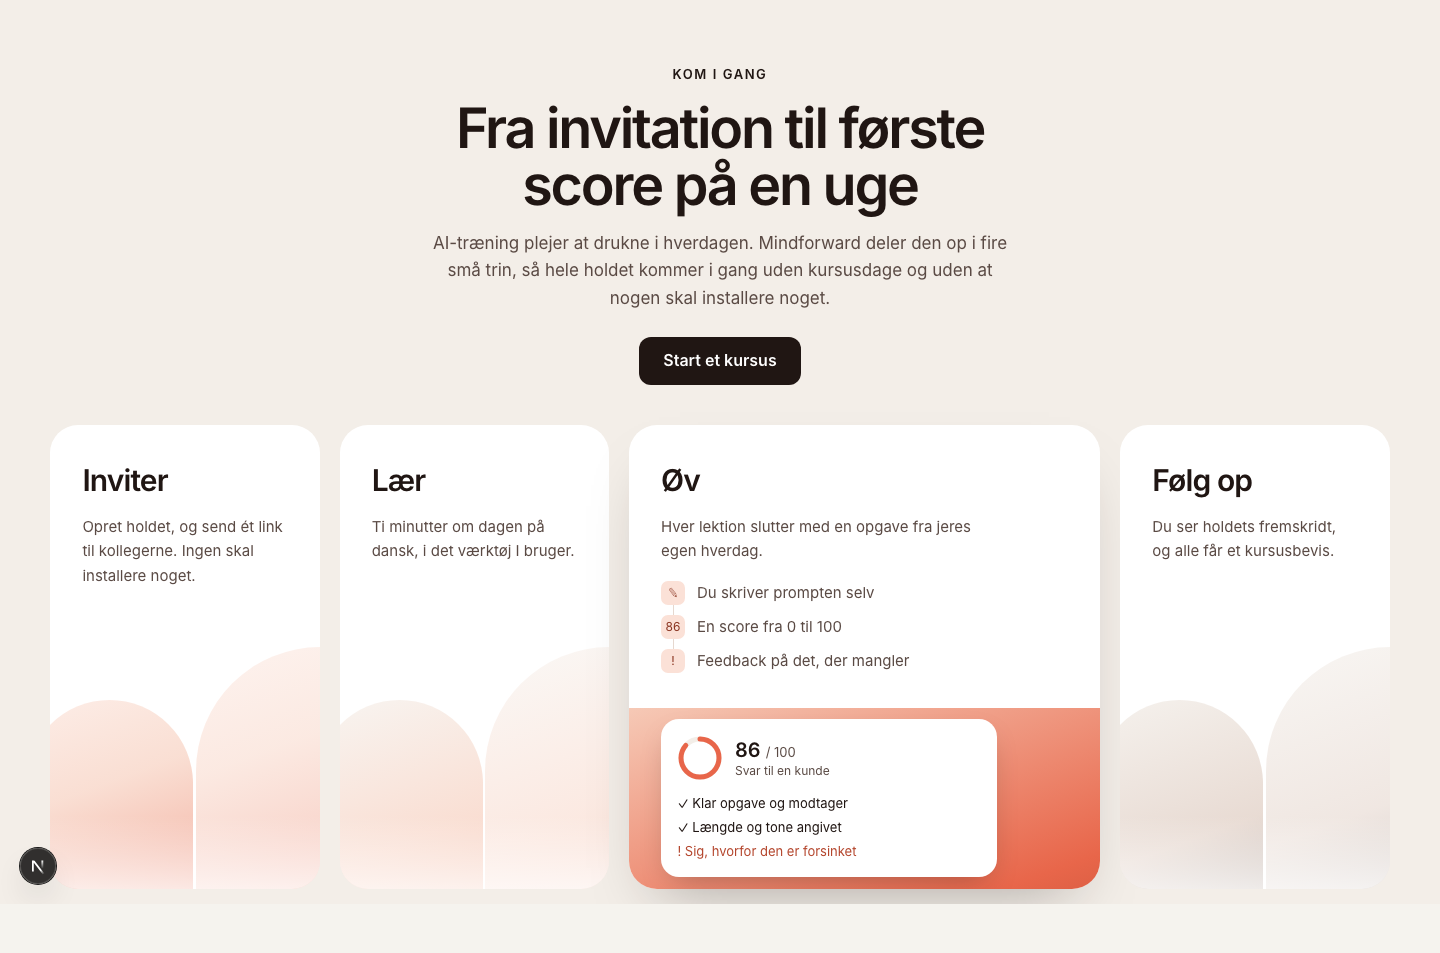 KOM I GANG
Fra invitation til første
score på en uge
AI-træning plejer at drukne i hverdagen. Mindforward deler den op i fire
små trin, så hele holdet kommer i gang uden kursusdage og uden at
nogen skal installere noget.
Start et kursus
Inviter
Opret holdet, og send ét link
til kollegerne. Ingen skal
installere noget.
Lær
Ti minutter om dagen på
dansk, i det værktøj I bruger.
Øv
Hver lektion slutter med en opgave fra jeres
egen hverdag.
✎ Du skriver prompten selv
86 En score fra 0 til 100
! Feedback på det, der mangler
86 / 100
Svar til en kunde
✓ Klar opgave og modtager
✓ Længde og tone angivet
! Sig, hvorfor den er forsinket
Følg op
Du ser holdets fremskridt,
og alle får et kursusbevis.
N